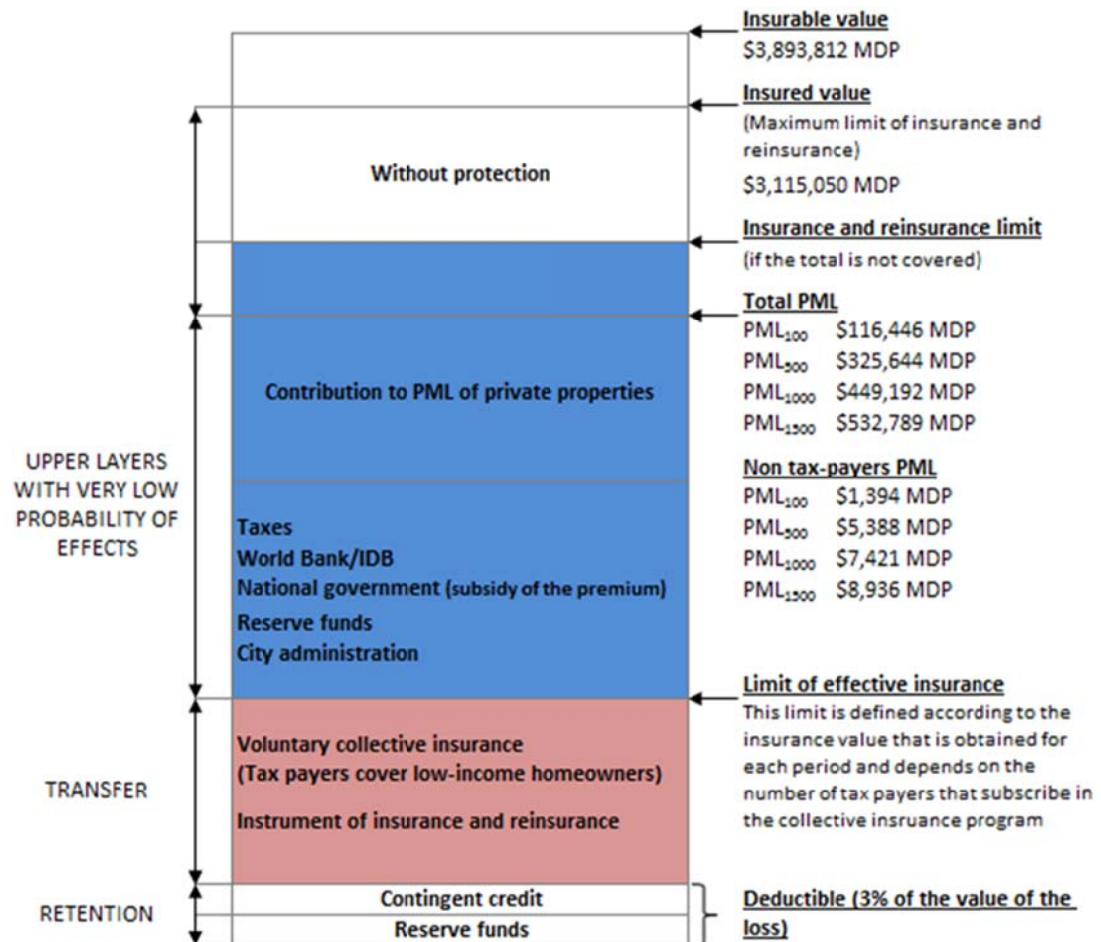 Insurable value
$3,893,812 MDP
Insured value
(Maximum limit of insurance and
reinsurance)
$3,115,050 MDP
Without protection
Insurance and reinsurance limit
(if the total is not covered)
Total PML
PML100 $116,446 MDP
PML500 $325,644 MDP
PML1000 $449,192 MDP
PML1500 $532,789 MDP
Contribution to PML of private properties
Non tax-payers PML
PML100 $1,394 MDP
PML500 $5,388 MDP
PML1000 $7,421 MDP
PML1500 $8,936 MDP
UPPER LAYERS
WITH VERY LOW
PROBABILITY OF
EFFECTS
Taxes
World Bank/IDB
National government (subsidy of the premium)
Reserve funds
City administration
Limit of effective insurance
This limit is defined according to the
insurance value that is obtained for
each period and depends on the
number of tax payers that subscribe in
the collective insruance program
TRANSFER
Voluntary collective insurance
(Tax payers cover low-income homeowners)
Instrument of insurance and reinsurance
RETENTION
Contingent credit
Reserve funds
Deductible (3% of the value of the
loss)